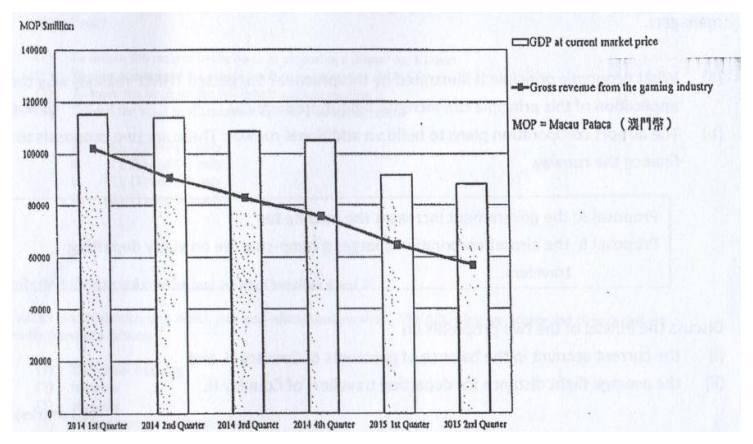 MOP $million
140000
120000
100000
80000
60000
40000
20000
0
2014 1st Quarter
2014 2nd Quarter
2014 3rd Quarter
2014 4th Quarter
2015 1st Quarter
2015 2nd Quarter
GDP at current market price
Gross revenue from the gaming industry
MOP = Macau Pataca（澳門幣）